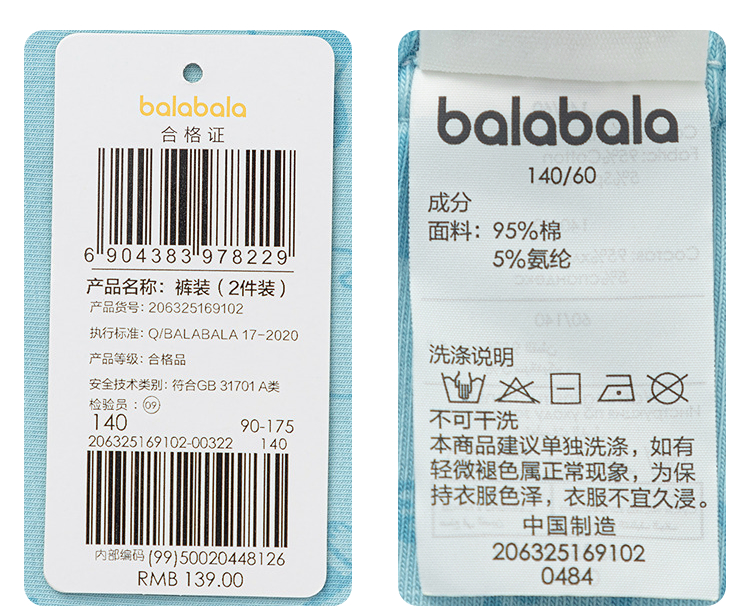 balabala
合格证
6 904383 978229
产品名称：裤装（2件装）
产品货号：206325169102
执行标准：Q/BALABALA 17-2020
产品等级：合格品
安全技术类别：符合GB 31701 A类
检验员：09
140 90-175
206325169102-00322 140
内部编码 (99)50020448126
RMB 139.00
balabala
140/60
成分
面料：95%棉
5%氨纶
洗涤说明
不可干洗
本商品建议单独洗涤，如有
轻微褪色属正常现象，为保
持衣服色泽，衣服不宜久浸。
中国制造
206325169102
0484